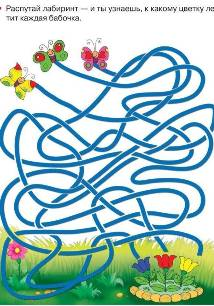 Распутай лабиринт — и ты узнаешь, к какому цветку ле-
тит каждая бабочка.